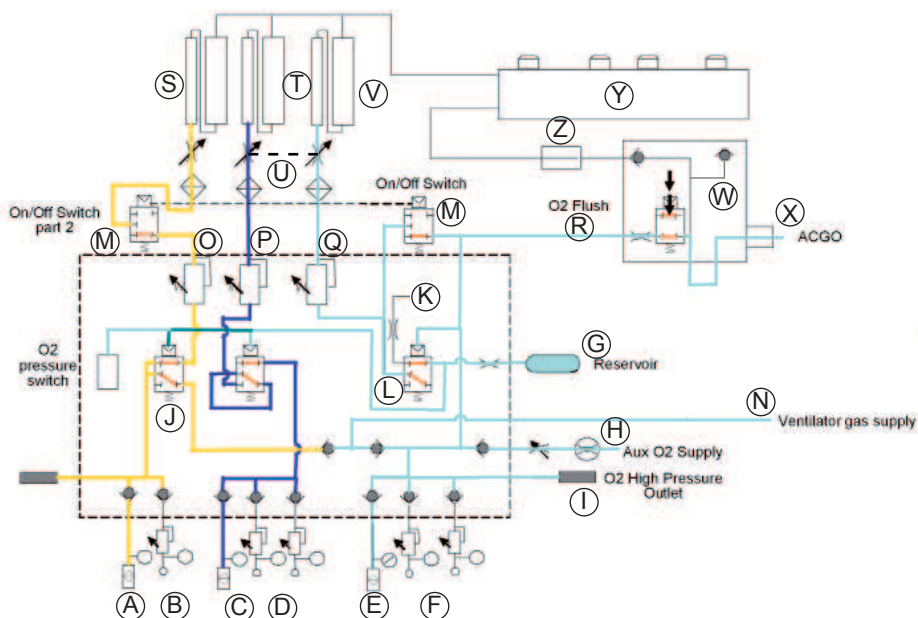 S
T
V
Y
Z
U
On/Off Switch
On/Off Switch
part 2
M
M
O2 Flush
W
R
X
ACGO
O
P
Q
K
O2
pressure
switch
G
Reservoir
J
L
N
Ventilator gas supply
H
Aux O2 Supply
O2 High Pressure
Outlet
I
A
B
C
D
E
F